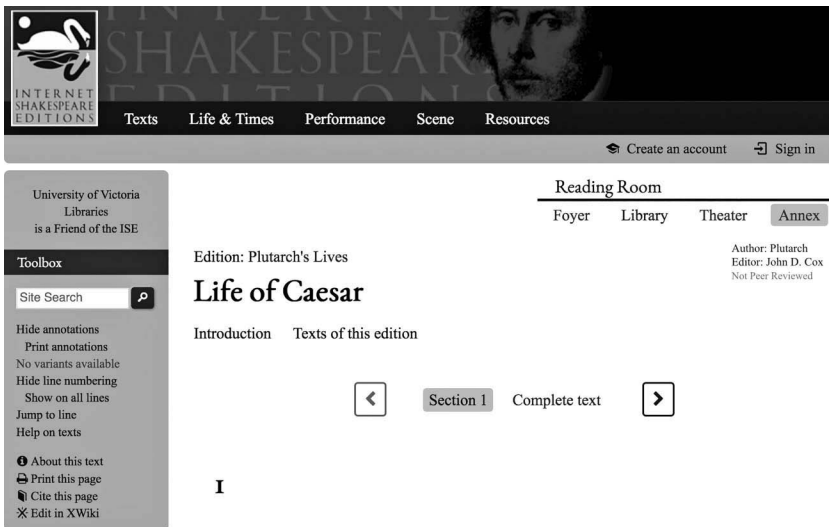 INTERNET
SHAKESPEARE
EDITIONS
INTERNET
SHAKESPEARE
EDITIONS
Texts Life & Times Performance Scene Resources
Create an account Sign in
University of Victoria
Libraries
is a Friend of the ISE
Toolbox
Site Search
Hide annotations
Print annotations
No variants available
Hide line numbering
Show on all lines
Jump to line
Help on texts
About this text
Print this page
Cite this page
Edit in XWiki
Reading Room
Foyer Library Theater Annex
Edition: Plutarch's Lives
Life of Caesar
Author: Plutarch
Editor: John D. Cox
Not Peer Reviewed
Introduction Texts of this edition
Section 1 Complete text
1